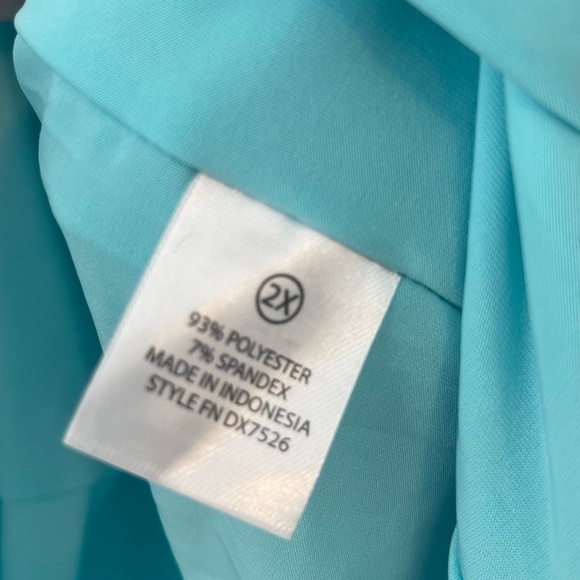 2X
93% POLYESTER
7% SPANDEX
MADE IN INDONESIA
STYLE FN DX7526